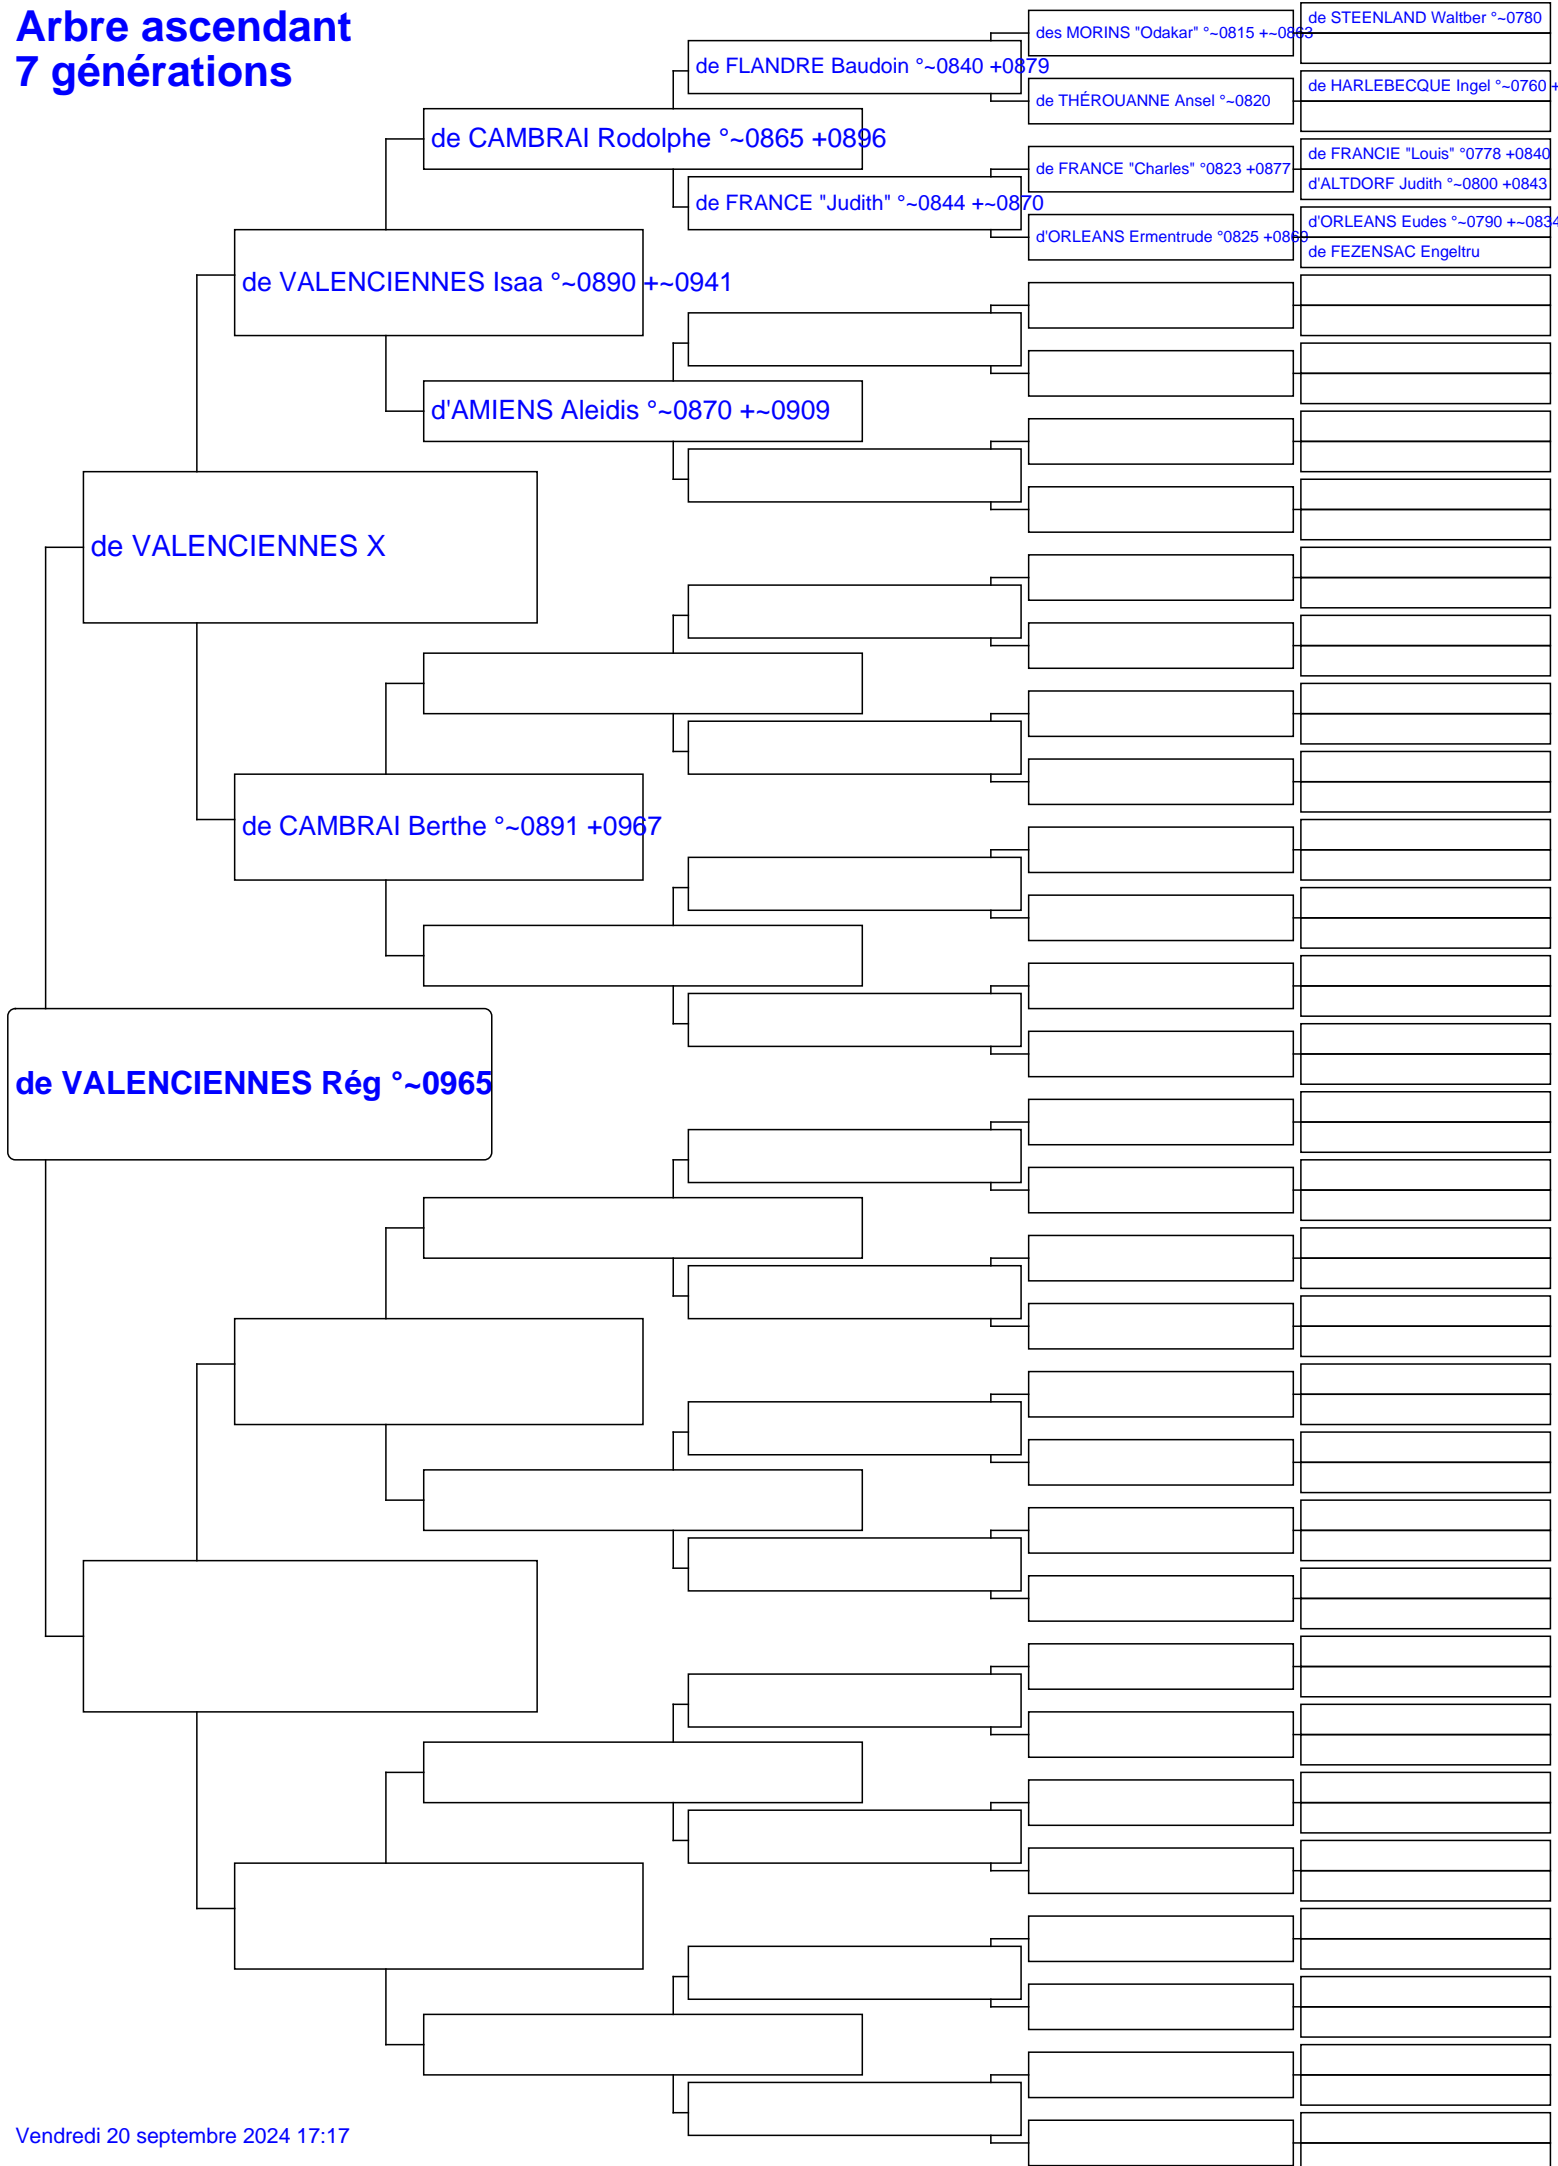 Arbre ascendant
7 générations
de STEENLAND Waltber °~0780
des MORINS "Odakar" °~0815 +~0863
de FLANDRE Baudoin °~0840 +0879
de HARLEBECQUE Ingel °~0760 +
de THÉROUANNE Ansel °~0820
de CAMBRAI Rodolphe °~0865 +0896
de FRANCIE "Louis" °0778 +0840
de FRANCE "Charles" °0823 +0877
d'ALTDORF Judith °~0800 +0843
de FRANCE "Judith" °~0844 +~0870
d'ORLEANS Eudes °~0790 +~0834
d'ORLEANS Ermentrude °0825 +0869
de FEZENSAC Engeltru
de VALENCIENNES Isaa °~0890 +~0941
d'AMIENS Aleidis °~0870 +~0909
de VALENCIENNES X
de CAMBRAI Berthe °~0891 +0967
de VALENCIENNES Rég °~0965
Vendredi 20 septembre 2024 17:17